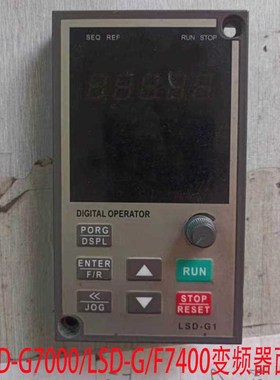 SEQ REF RUN STOP
DIGITAL OPERATOR
PORG
DSPL
ENTER
F/R
RUN
<<
JOG
STOP
RESET
LSD-G1
D-G7000/LSD-G/F7400变频器面